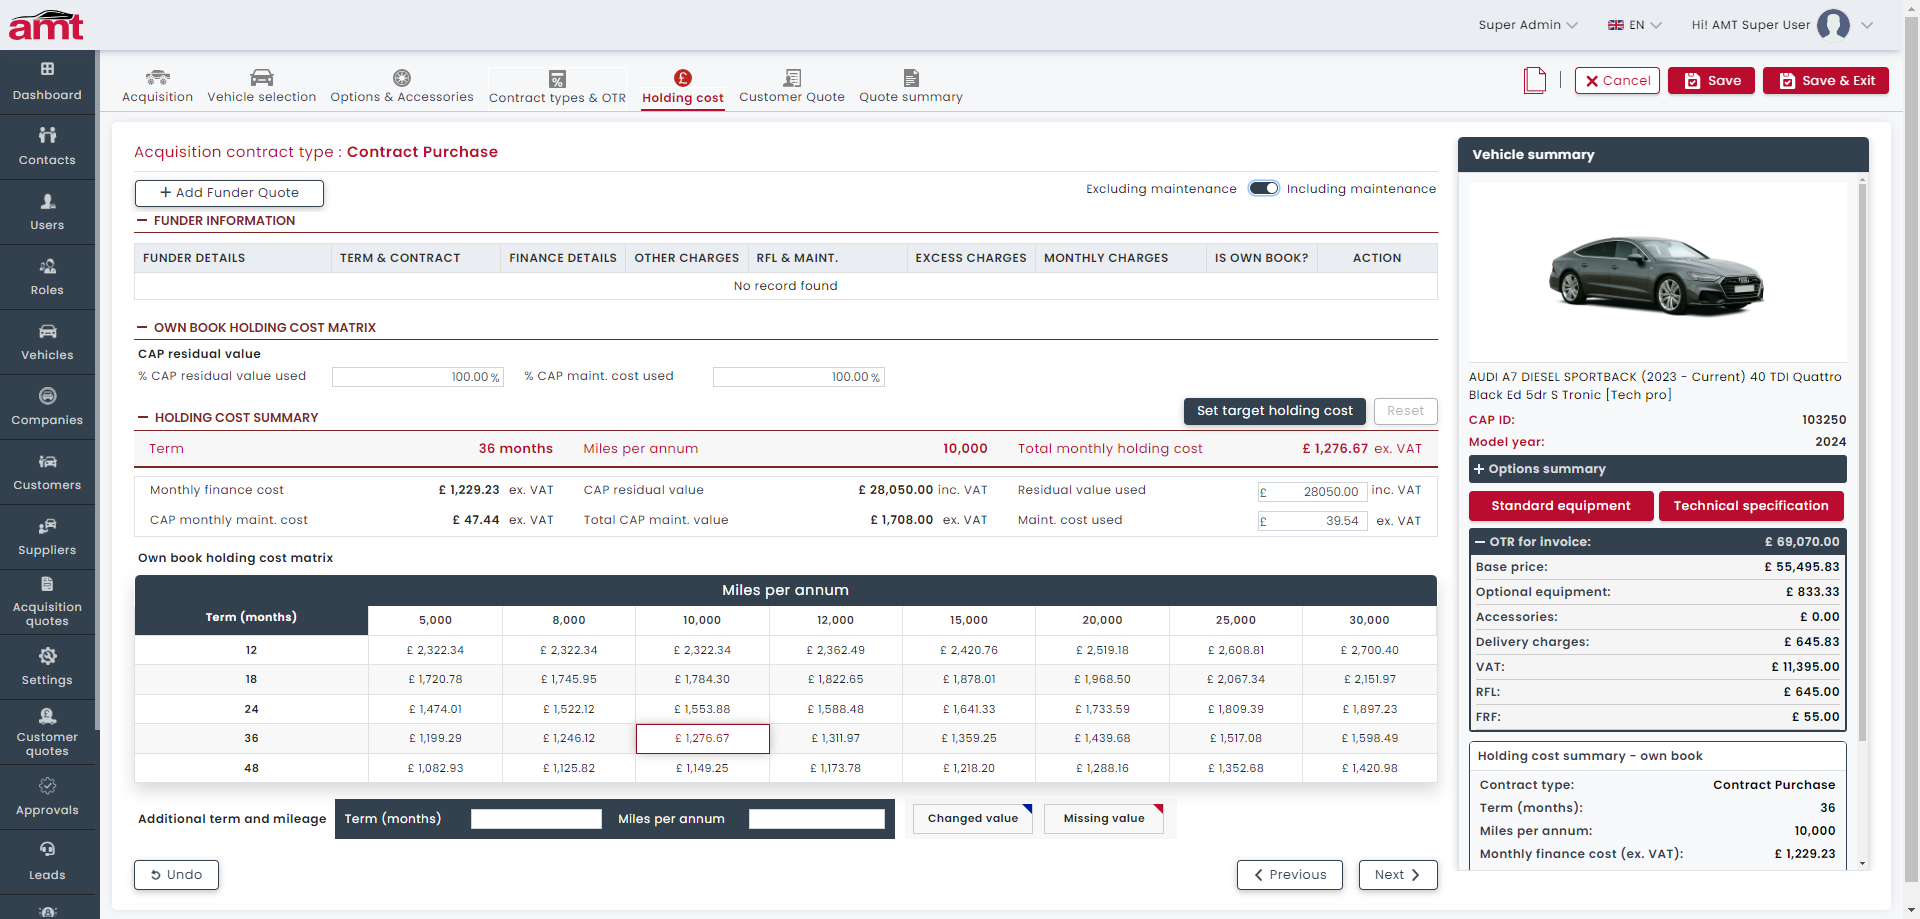 amt
Super Admin
EN
Hi! AMT Super User
Dashboard
Contacts
Users
Roles
Vehicles
Companies
Customers
Suppliers
Acquisition
quotes
Settings
Customer
quotes
Approvals
Leads
Acquisition
Vehicle selection
Options & Accessories
Contract types & OTR
Holding cost
Customer Quote
Quote summary
Cancel
Save
Save & Exit
Acquisition contract type : Contract Purchase
+ Add Funder Quote
Excluding maintenance
Including maintenance
FUNDER INFORMATION
FUNDER DETAILS TERM & CONTRACT FINANCE DETAILS OTHER CHARGES RFL & MAINT. EXCESS CHARGES MONTHLY CHARGES IS OWN BOOK? ACTION
No record found
OWN BOOK HOLDING COST MATRIX
CAP residual value
% CAP residual value used 100.00 % % CAP maint. cost used 100.00 %
HOLDING COST SUMMARY
Set target holding cost
Reset
Term 36 months Miles per annum 10,000 Total monthly holding cost £ 1,276.67 ex. VAT
Monthly finance cost £ 1,229.23 ex. VAT CAP residual value £ 28,050.00 inc. VAT Residual value used £ 28050.00 inc. VAT
CAP monthly maint. cost £ 47.44 ex. VAT Total CAP maint. value £ 1,708.00 ex. VAT Maint. cost used £ 39.54 ex. VAT
Own book holding cost matrix
Miles per annum
Term (months) 5,000 8,000 10,000 12,000 15,000 20,000 25,000 30,000
12 £ 2,322.34 £ 2,322.34 £ 2,322.34 £ 2,362.49 £ 2,420.76 £ 2,519.18 £ 2,608.81 £ 2,700.40
18 £ 1,720.78 £ 1,745.95 £ 1,784.30 £ 1,822.65 £ 1,878.01 £ 1,968.50 £ 2,067.34 £ 2,151.97
24 £ 1,474.01 £ 1,522.12 £ 1,553.88 £ 1,588.48 £ 1,641.33 £ 1,733.59 £ 1,809.39 £ 1,897.23
36 £ 1,199.29 £ 1,246.12 £ 1,276.67 £ 1,311.97 £ 1,359.25 £ 1,439.68 £ 1,517.08 £ 1,598.49
48 £ 1,082.93 £ 1,125.82 £ 1,149.25 £ 1,173.78 £ 1,218.20 £ 1,288.16 £ 1,352.68 £ 1,420.98
Additional term and mileage Term (months) Miles per annum
Changed value
Missing value
Undo
Previous
Next
Vehicle summary
AUDI A7 DIESEL SPORTBACK (2023 - Current) 40 TDI Quattro
Black Ed 5dr S Tronic [Tech pro]
CAP ID: 103250
Model year: 2024
+ Options summary
Standard equipment
Technical specification
OTR for invoice: £ 69,070.00
Base price: £ 55,495.83
Optional equipment: £ 833.33
Accessories: £ 0.00
Delivery charges: £ 645.83
VAT: £ 11,395.00
RFL: £ 645.00
FRF: £ 55.00
Holding cost summary - own book
Contract type: Contract Purchase
Term (months): 36
Miles per annum: 10,000
Monthly finance cost (ex. VAT): £ 1,229.23